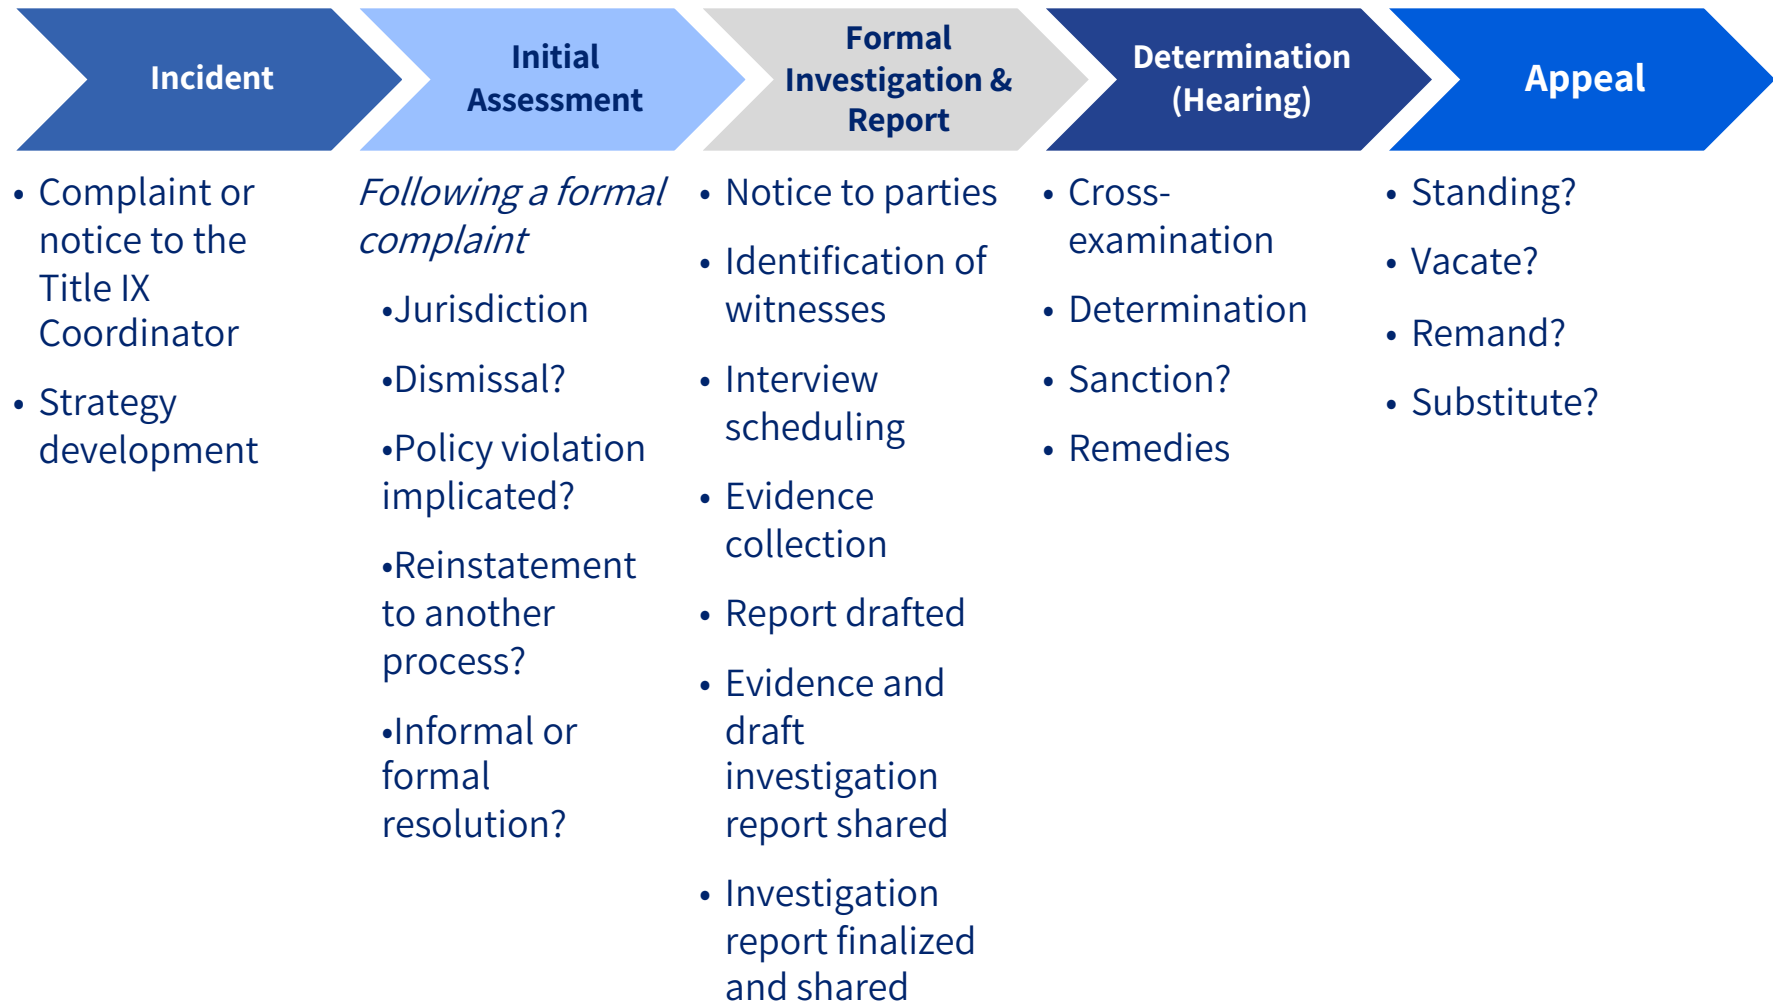 Incident
Initial
Assessment
Formal
Investigation &
Report
Determination
(Hearing)
Appeal
• Complaint or
notice to the
Title IX
Coordinator
• Strategy
development
Following a formal
complaint
•Jurisdiction
•Dismissal?
•Policy violation
implicated?
•Reinstatement
to another
process?
•Informal or
formal
resolution?
• Notice to parties
• Identification of
witnesses
• Interview
scheduling
• Evidence
collection
• Report drafted
• Evidence and
draft
investigation
report shared
• Investigation
report finalized
and shared
• Cross-
examination
• Determination
• Sanction?
• Remedies
• Standing?
• Vacate?
• Remand?
• Substitute?